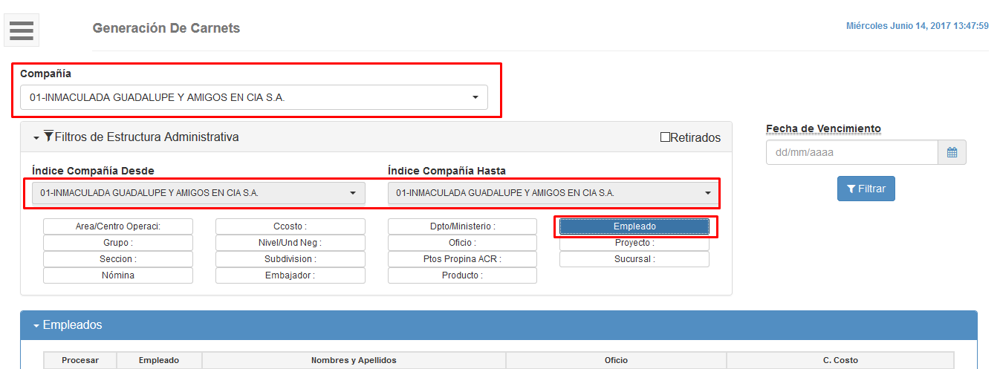 Generación De Carnets
Miércoles Junio 14, 2017 13:47:59
Compañía
01-INMACULADA GUADALUPE Y AMIGOS EN CIA S.A.
Filtros de Estructura Administrativa
Retirados
Fecha de Vencimiento
dd/mm/aaaa
Filtrar
Índice Compañía Desde
Índice Compañía Hasta
01-INMACULADA GUADALUPE Y AMIGOS EN CIA S.A.
01-INMACULADA GUADALUPE Y AMIGOS EN CIA S.A.
Area/Centro Operaci:
Ccosto :
Dpto/Ministerio :
Empleado
Grupo :
Nivel/Und Neg :
Oficio :
Proyecto :
Seccion :
Subdivision :
Ptos Propina ACR :
Sucursal :
Nómina
Embajador :
Producto :
Empleados
Procesar
Empleado
Nombres y Apellidos
Oficio
C. Costo